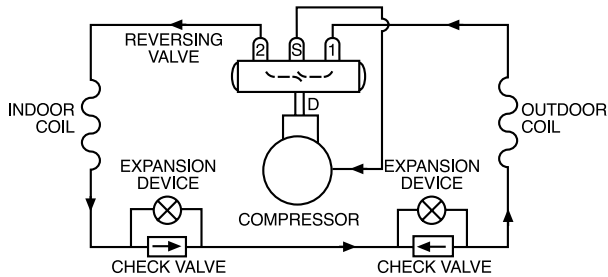 2 S 1
REVERSING
VALVE
D
INDOOR
COIL
OUTDOOR
COIL
EXPANSION
DEVICE
EXPANSION
DEVICE
COMPRESSOR
CHECK VALVE
CHECK VALVE